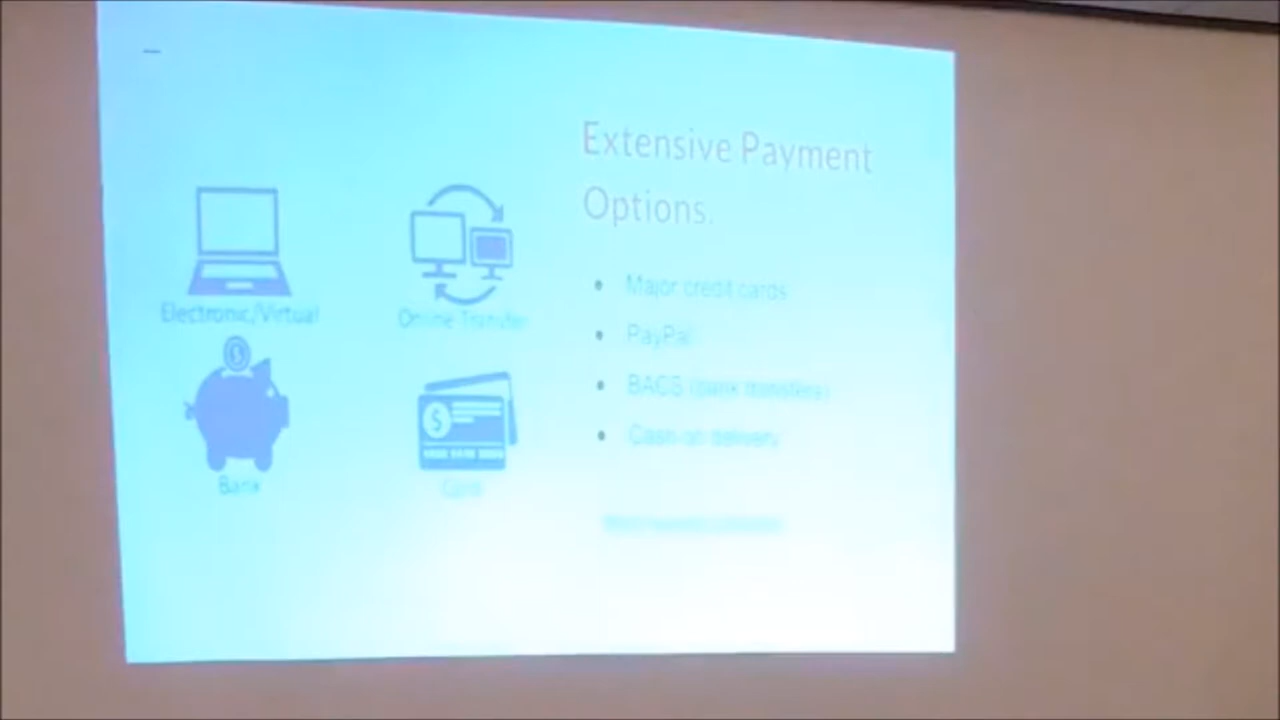 Extensive Payment
Options.
Electronic/Virtual
Online Transfer
Bank
Card
• Major credit cards
• PayPal
• BACS (bank transfers)
• Cash on delivery